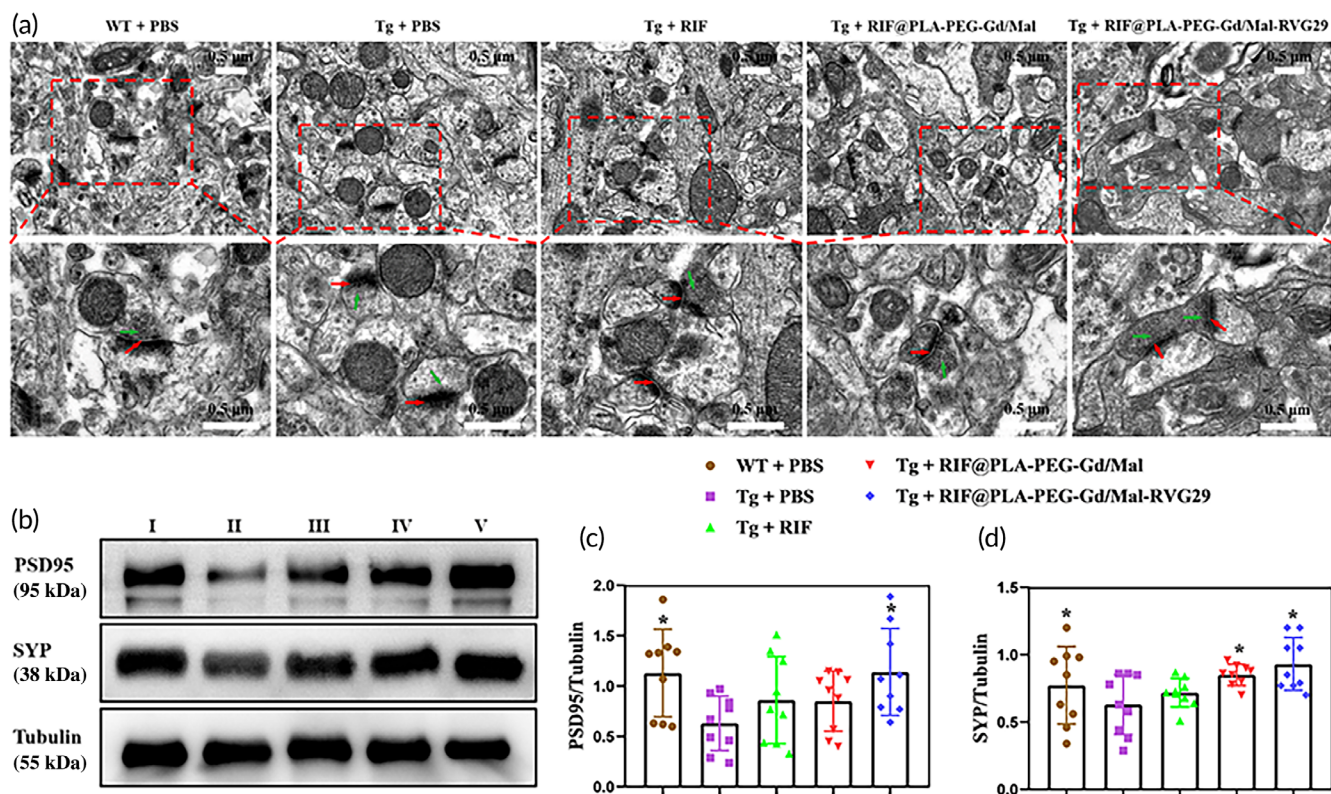 (a)
WT + PBS
Tg + PBS
Tg + RIF
Tg + RIF@PLA-PEG-Gd/Mal
Tg + RIF@PLA-PEG-Gd/Mal-RVG29
0.5 µm
0.5 µm
0.5 µm
0.5 µm
0.5 µm
0.5 µm
0.5 µm
0.5 µm
0.5 µm
0.5 µm
WT + PBS
Tg + PBS
Tg + RIF
Tg + RIF@PLA-PEG-Gd/Mal
Tg + RIF@PLA-PEG-Gd/Mal-RVG29
(b)
I II III IV V
PSD95
(95 kDa)
SYP
(38 kDa)
Tubulin
(55 kDa)
(c)
PSD95/Tubulin
2.0
1.5
1.0
0.5
0.0
*
*
(d)
SYP/Tubulin
1.5
1.0
0.5
0.0
*
*
*